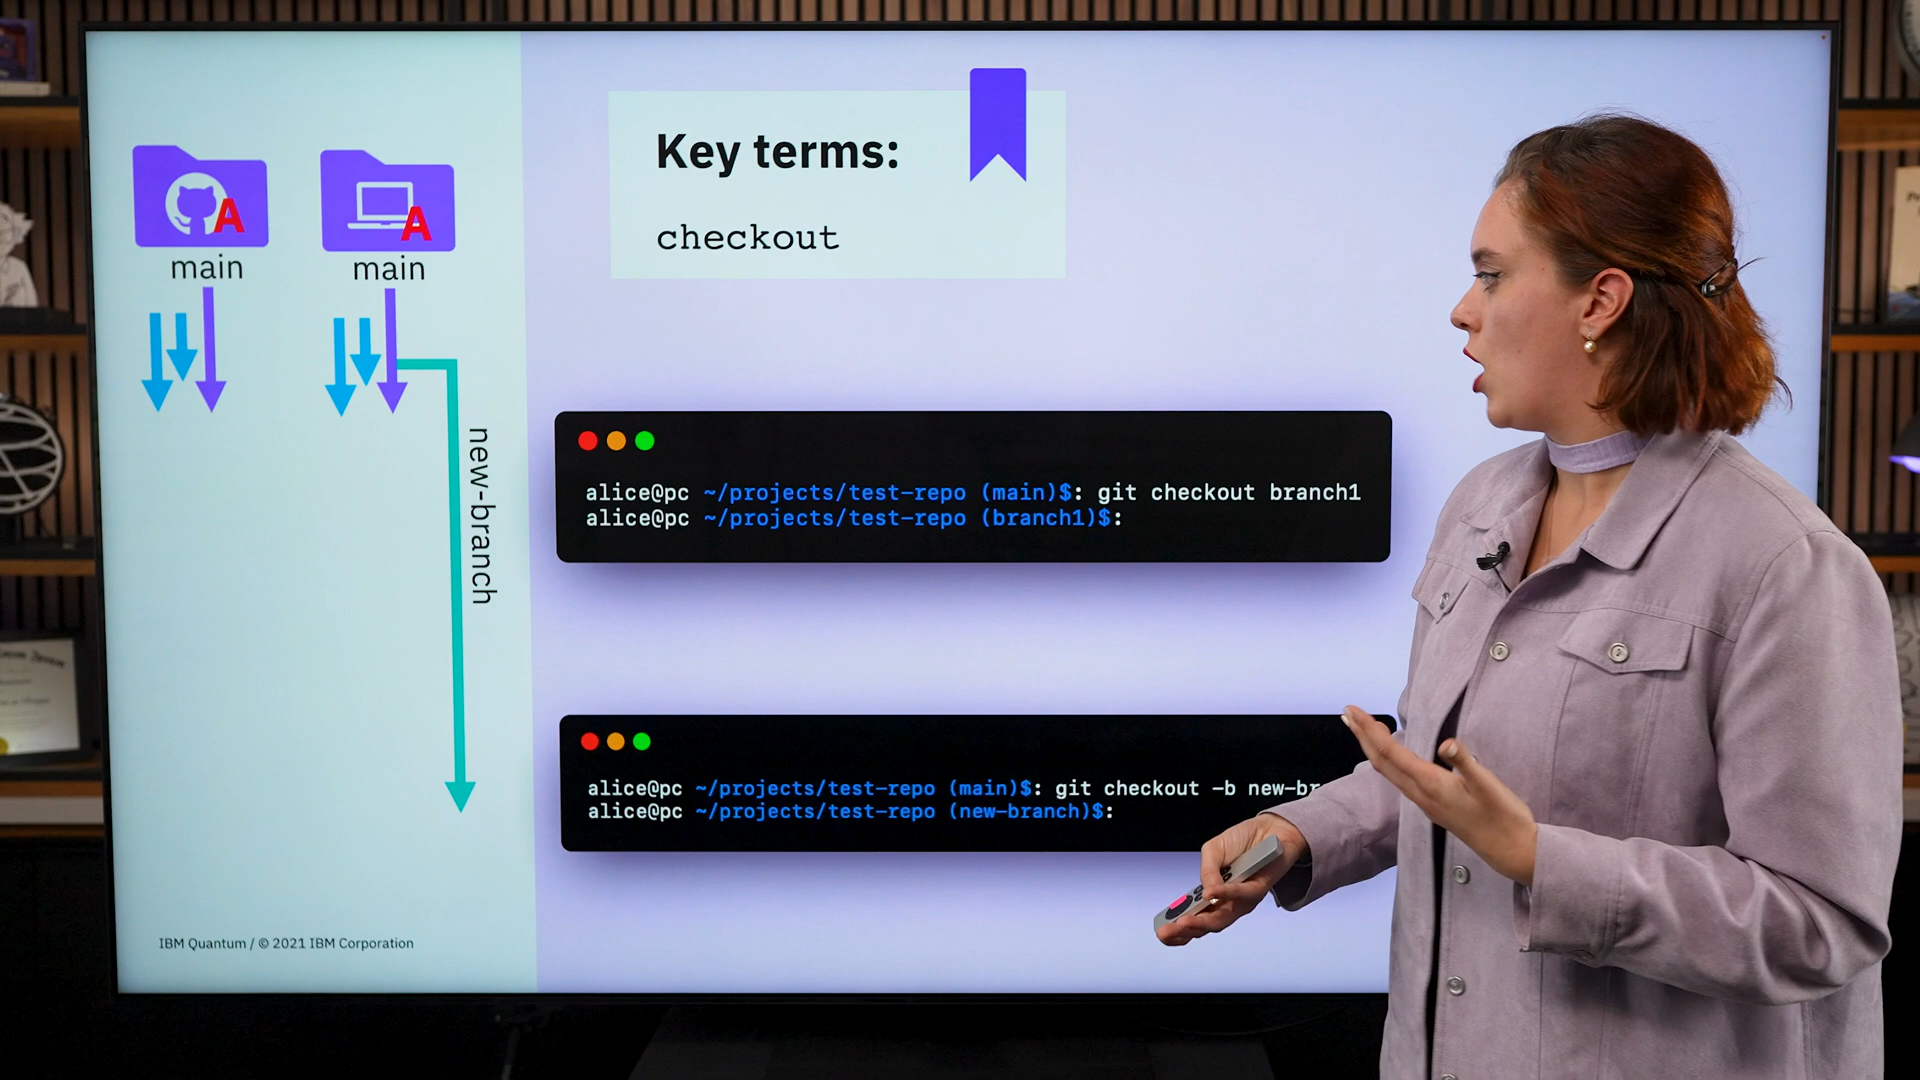 Key terms:
checkout
A
A
main
main
new-branch
alice@pc ~/projects/test-repo (main)$: git checkout branch1
alice@pc ~/projects/test-repo (branch1)$:
alice@pc ~/projects/test-repo (main)$: git checkout -b new-br
alice@pc ~/projects/test-repo (new-branch)$:
IBM Quantum / © 2021 IBM Corporation